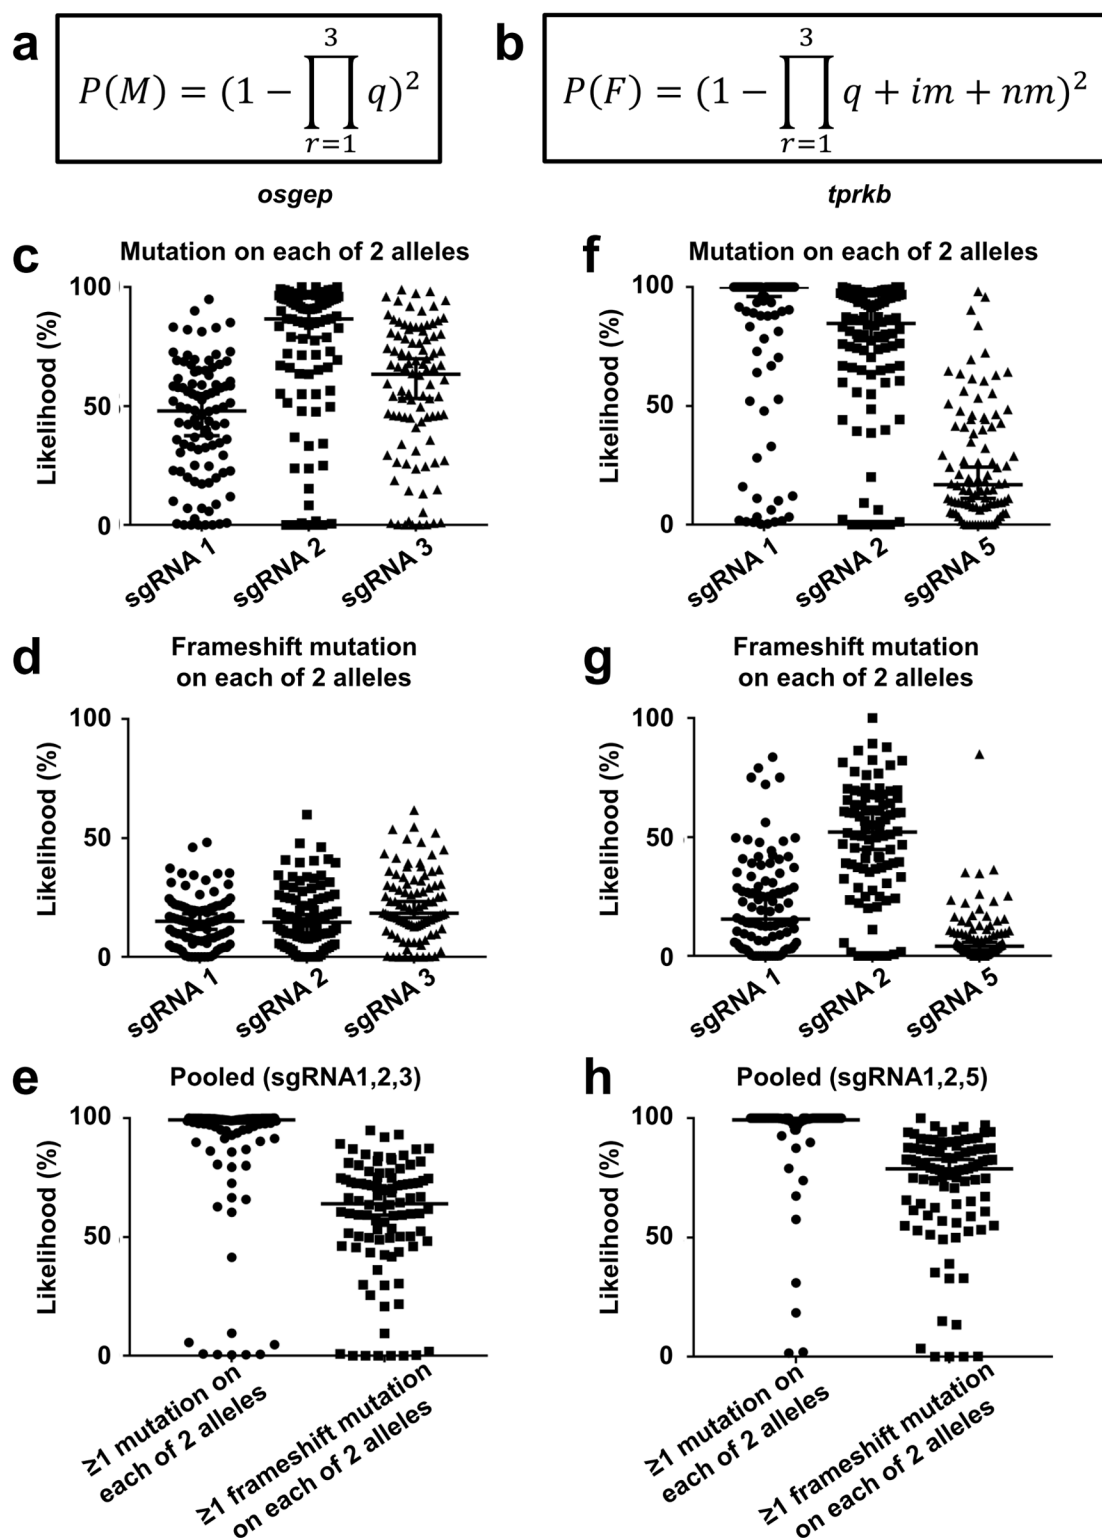 a
P(M) = (1 − ∏ q)²
3
r=1
b
P(F) = (1 − ∏ q + im + nm)²
3
r=1
osgep
tprkb
c
Mutation on each of 2 alleles
Likelihood (%)
100
50
0
sgRNA 1
sgRNA 2
sgRNA 3
f
Mutation on each of 2 alleles
Likelihood (%)
100
50
0
sgRNA 1
sgRNA 2
sgRNA 5
d
Frameshift mutation
on each of 2 alleles
Likelihood (%)
100
50
0
sgRNA 1
sgRNA 2
sgRNA 3
g
Frameshift mutation
on each of 2 alleles
Likelihood (%)
100
50
0
sgRNA 1
sgRNA 2
sgRNA 5
e
Pooled (sgRNA1,2,3)
Likelihood (%)
100
50
0
≥1 mutation on
each of 2 alleles
≥1 frameshift mutation
on each of 2 alleles
h
Pooled (sgRNA1,2,5)
Likelihood (%)
100
50
0
≥1 mutation on
each of 2 alleles
≥1 frameshift mutation
on each of 2 alleles